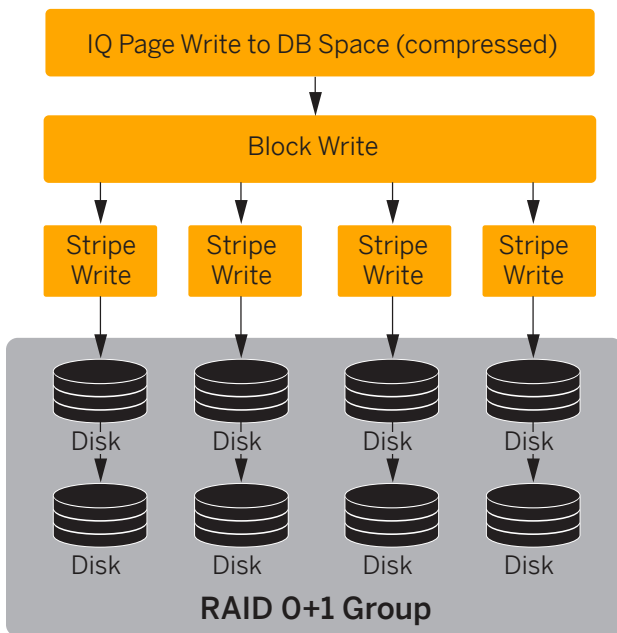 IQ Page Write to DB Space (compressed)
Block Write
Stripe
Write
Stripe
Write
Stripe
Write
Stripe
Write
Disk
Disk
Disk
Disk
Disk
Disk
Disk
Disk
RAID 0+1 Group